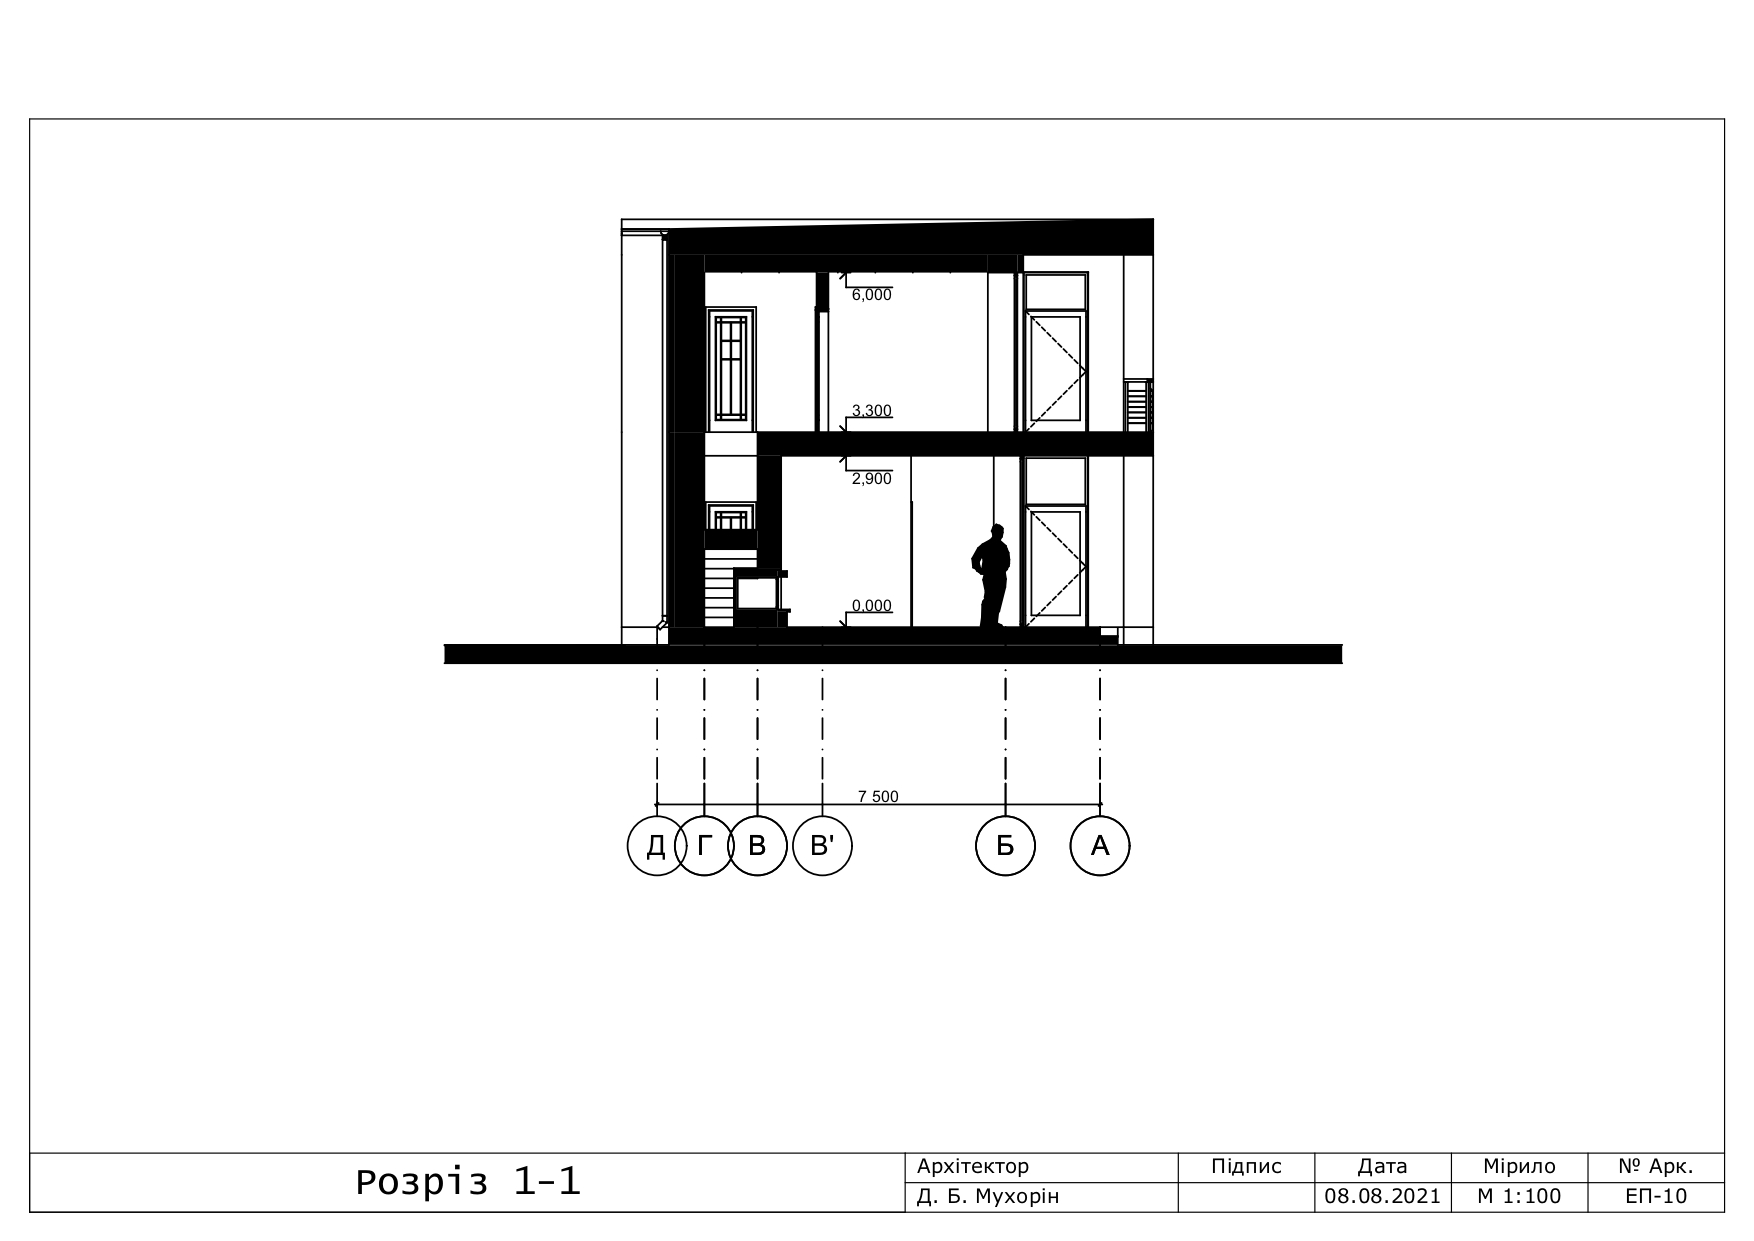 6,000
3,300
2,900
0,000
7 500
Д Г В В' Б А
Розріз 1-1
Архітектор Підпис Дата Мірило № Арк.
Д. Б. Мухорін 08.08.2021 М 1:100 ЕП-10